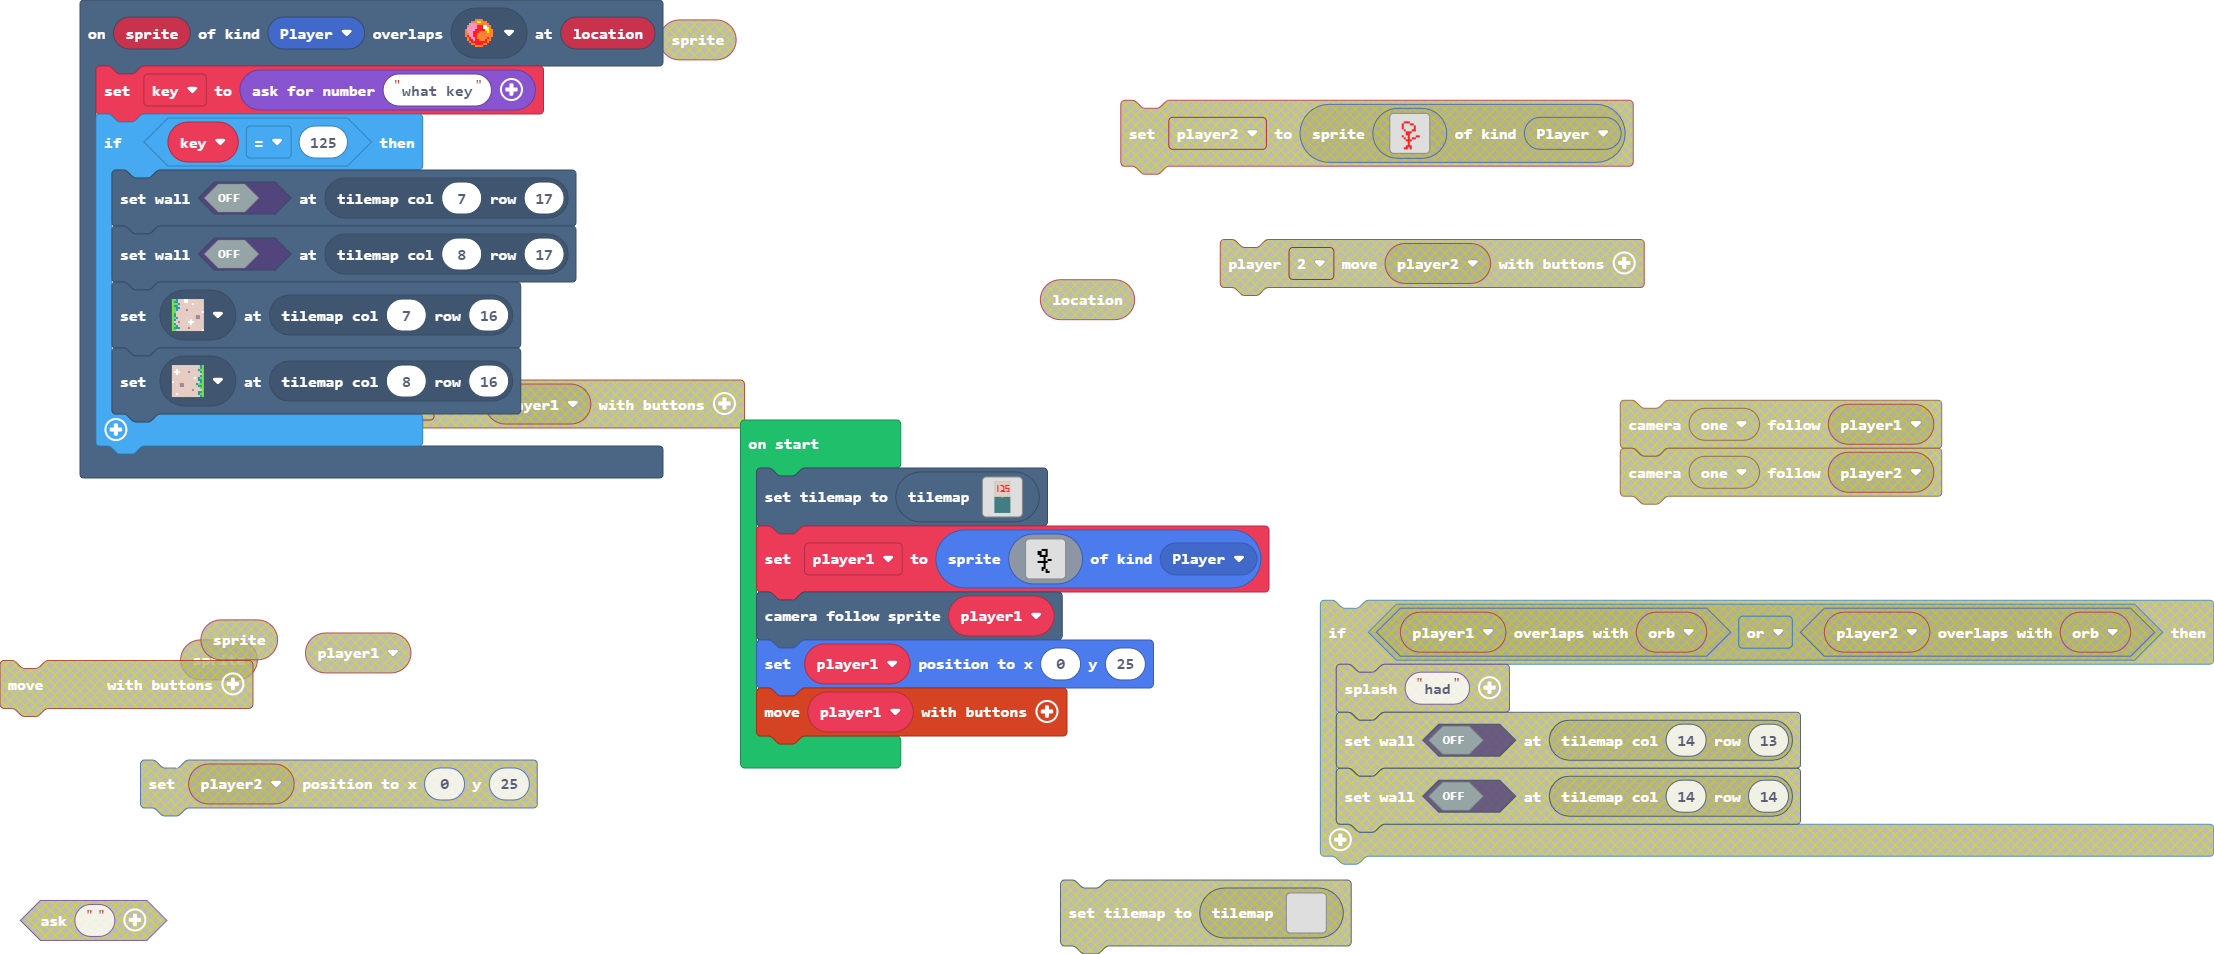 on sprite of kind Player overlaps at location
sprite
set key to ask for number "what key"
if key = 125 then
set wall OFF at tilemap col 7 row 17
set wall OFF at tilemap col 8 row 17
set at tilemap col 7 row 16
set at tilemap col 8 row 16
yer1 with buttons
set player2 to sprite of kind Player
player 2 move player2 with buttons
location
camera one follow player1
camera one follow player2
on start
set tilemap to tilemap 125
set player1 to sprite of kind Player
camera follow sprite player1
set player1 position to x 0 y 25
move player1 with buttons
sprite
player1
move with buttons
set player2 position to x 0 y 25
ask " "
if player1 overlaps with orb or player2 overlaps with orb then
splash "had"
set wall OFF at tilemap col 14 row 13
set wall OFF at tilemap col 14 row 14
set tilemap to tilemap